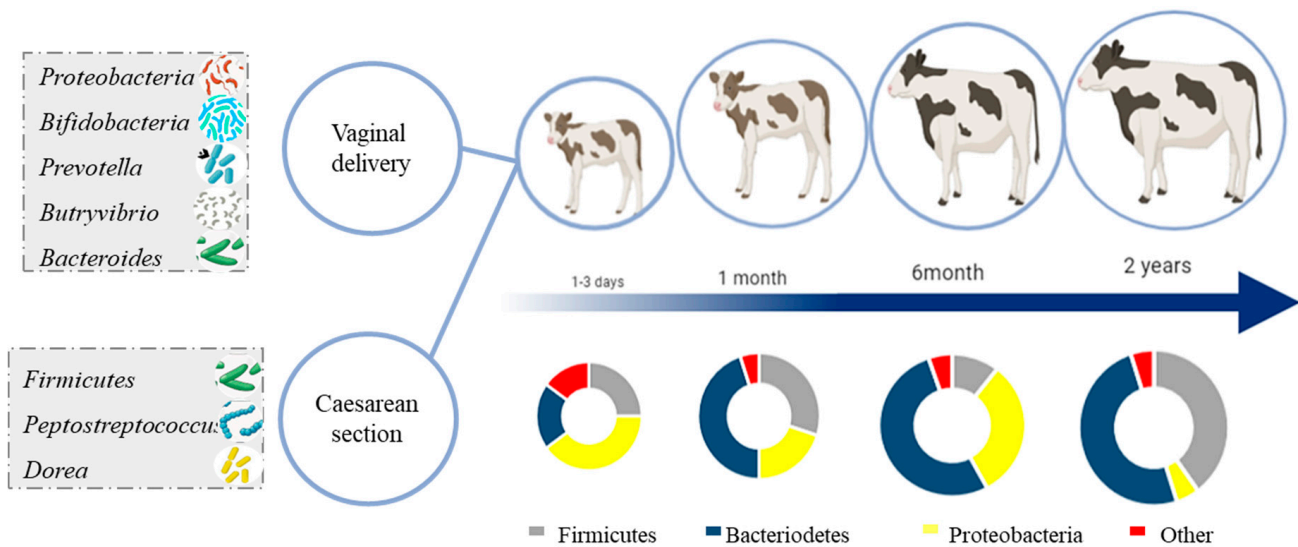 Proteobacteria
Bifidobacteria
Prevotella
Butryvibrio
Bacteroides
Vaginal
delivery
1-3 days
1 month
6month
2 years
Firmicutes
Peptostreptococcus
Dorea
Caesarean
section
Firmicutes
Bacteriodetes
Proteobacteria
Other